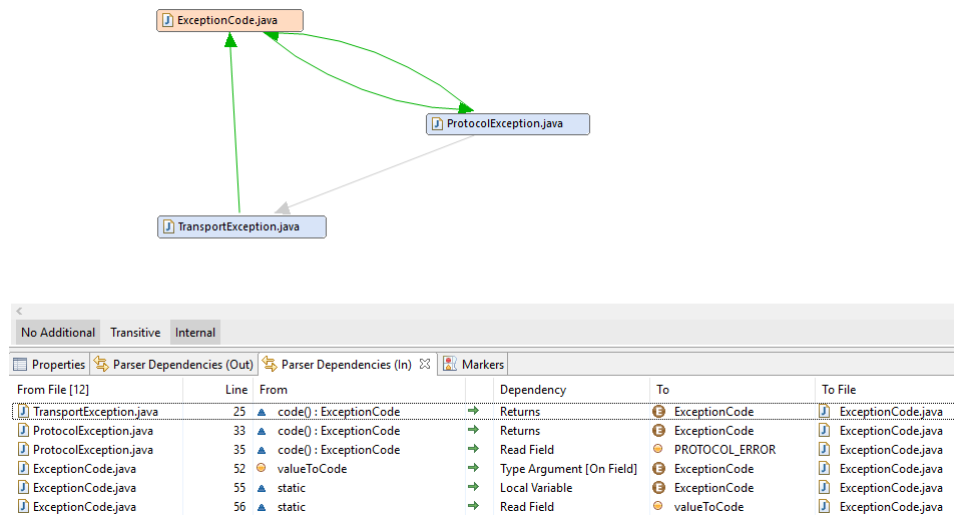 ExceptionCode.java
ProtocolException.java
TransportException.java
No Additional Transitive Internal
Properties Parser Dependencies (Out) Parser Dependencies (In) Markers
From File [12] Line From Dependency To To File
TransportException.java 25 code() : ExceptionCode Returns ExceptionCode ExceptionCode.java
ProtocolException.java 33 code() : ExceptionCode Returns ExceptionCode ExceptionCode.java
ProtocolException.java 35 code() : ExceptionCode Read Field PROTOCOL_ERROR ExceptionCode.java
ExceptionCode.java 52 valueToCode Type Argument [On Field] ExceptionCode ExceptionCode.java
ExceptionCode.java 55 static Local Variable ExceptionCode ExceptionCode.java
ExceptionCode.java 56 static Read Field valueToCode ExceptionCode.java